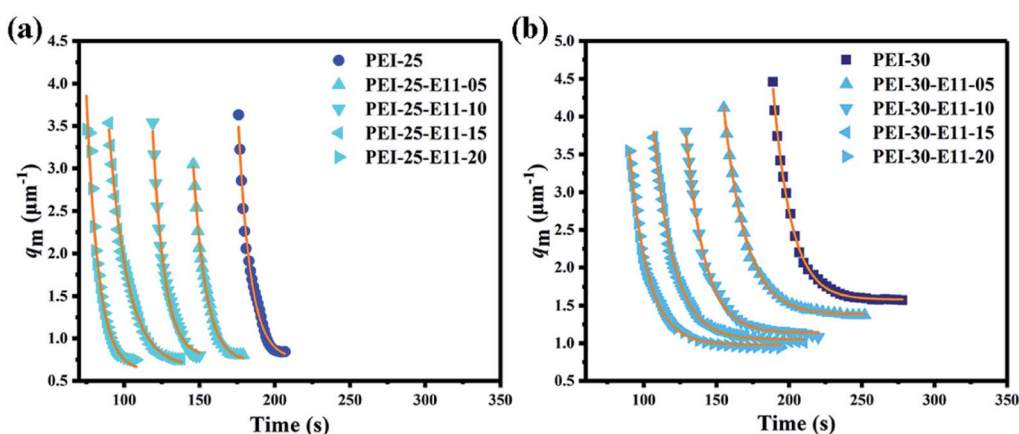 (a)
4.5
4.0
3.5
3.0
2.5
2.0
1.5
1.0
0.5
qm (μm-1)
PEI-25
PEI-25-E11-05
PEI-25-E11-10
PEI-25-E11-15
PEI-25-E11-20
100 150 200 250 300 350
Time (s)
(b)
5.0
4.5
4.0
3.5
3.0
2.5
2.0
1.5
1.0
0.5
qm (μm-1)
PEI-30
PEI-30-E11-05
PEI-30-E11-10
PEI-30-E11-15
PEI-30-E11-20
100 150 200 250 300 350
Time (s)